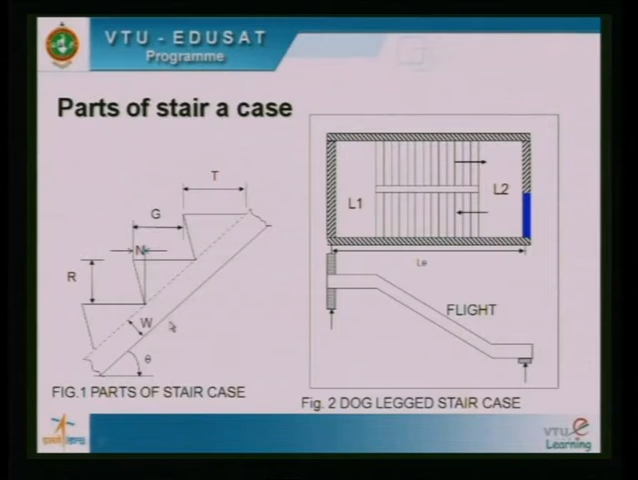 VTU - EDUSAT
Programme
Parts of stair a case
T
G
N
R
W
θ
FIG.1 PARTS OF STAIR CASE
L1
L2
Le
FLIGHT
Fig. 2 DOG LEGGED STAIR CASE
VTU e
Learning